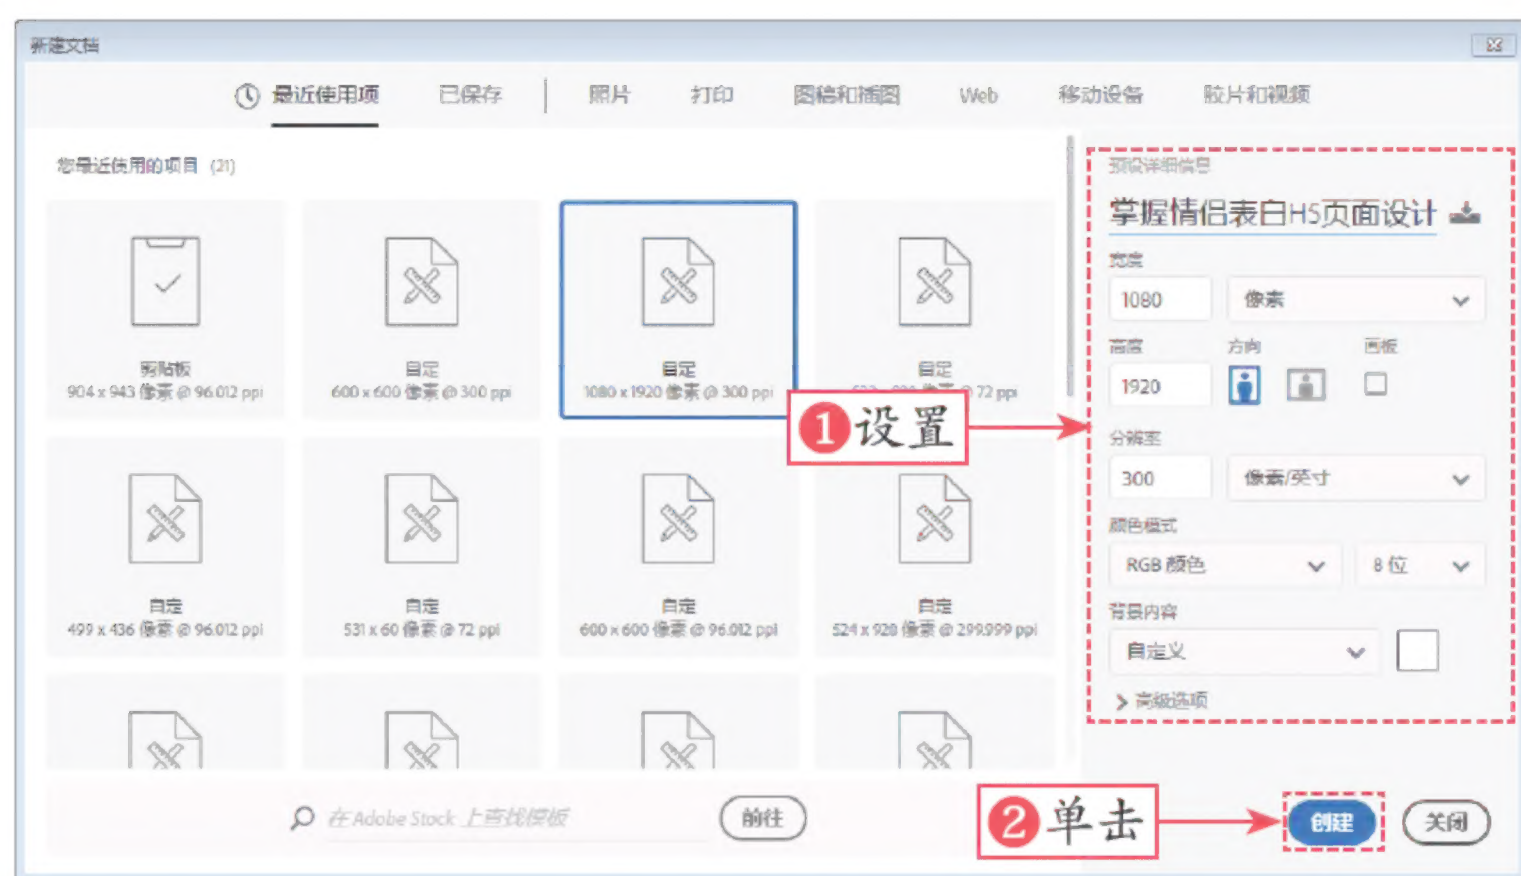 新建文档
最近使用项 已保存 照片 打印 图稿和插图 Web 移动设备 胶片和视频
您最近使用的项目 (21)
剪贴板
904 x 943 像素 @ 96.012 ppi
自定
600 x 600 像素 @ 300 ppi
自定
1080 x 1920 像素 @ 300 ppi
自定
像素 @ 72 ppi
自定
499 x 436 像素 @ 96.012 ppi
自定
531 x 60 像素 @ 72 ppi
自定
600 x 600 像素 @ 96.012 ppi
自定
524 x 928 像素 @ 299.999 ppi
在 Adobe Stock 上查找模板
前往
预设详细信息
掌握情侣表白H5页面设计
宽度
1080 像素
高度 方向 画板
1920
分辨率
300 像素/英寸
颜色模式
RGB 颜色 8 位
背景内容
自定义
高级选项
1 设置
2 单击
创建 关闭